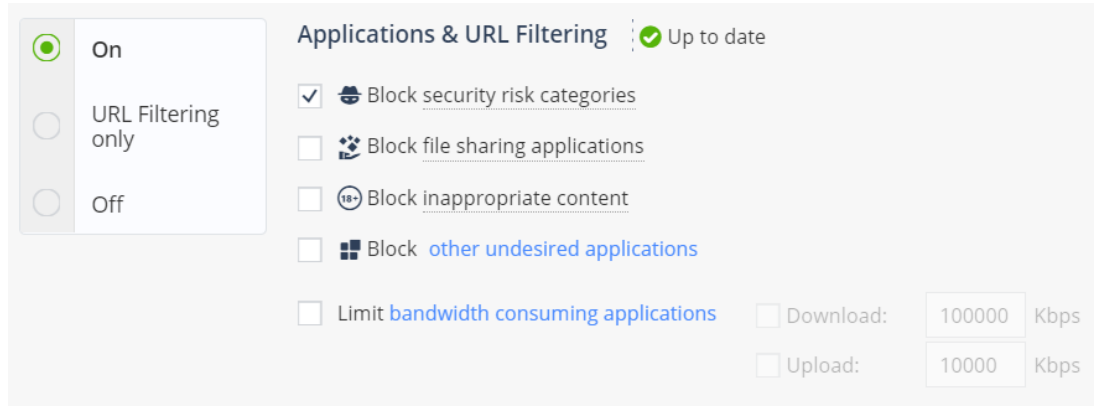 On
URL Filtering
only
Off
Applications & URL Filtering
Up to date
Block security risk categories
Block file sharing applications
18+ Block inappropriate content
Block other undesired applications
Limit bandwidth consuming applications
Download: 100000 Kbps
Upload: 10000 Kbps